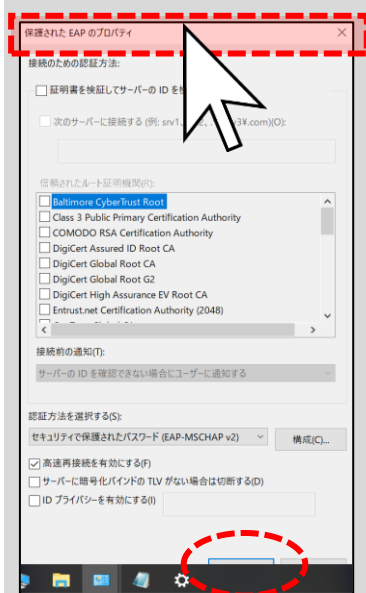 保護された EAP のプロパティ
接続のための認証方法:
証明書を検証してサーバーの ID を
次のサーバーに接続する (例: srv1、
3¥.com)(O):
信頼されたルート証明機関(R):
Baltimore CyberTrust Root
Class 3 Public Primary Certification Authority
COMODO RSA Certification Authority
DigiCert Assured ID Root CA
DigiCert Global Root CA
DigiCert Global Root G2
DigiCert High Assurance EV Root CA
Entrust.net Certification Authority (2048)
接続前の通知(T):
サーバーの ID を確認できない場合にユーザーに通知する
認証方法を選択する(S):
セキュリティで保護されたパスワード (EAP-MSCHAP v2)
構成(C)...
高速再接続を有効にする(F)
サーバーに暗号化バインドの TLV がない場合は切断する(D)
ID プライバシーを有効にする(I)